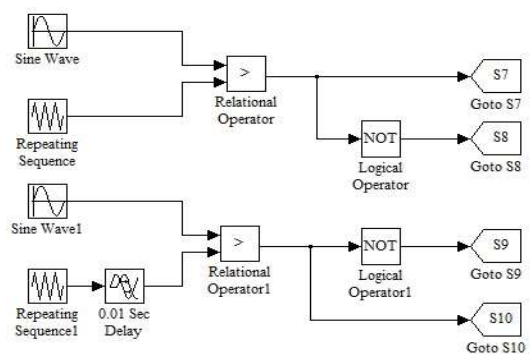 Sine Wave
>
S7
Goto S7
Relational
Operator
Repeating
Sequence
NOT
S8
Logical
Operator
Goto S8
Sine Wave1
>
Relational
Operator1
NOT
S9
Logical
Operator1
Goto S9
Repeating
Sequence1
0.01 Sec
Delay
S10
Goto S10